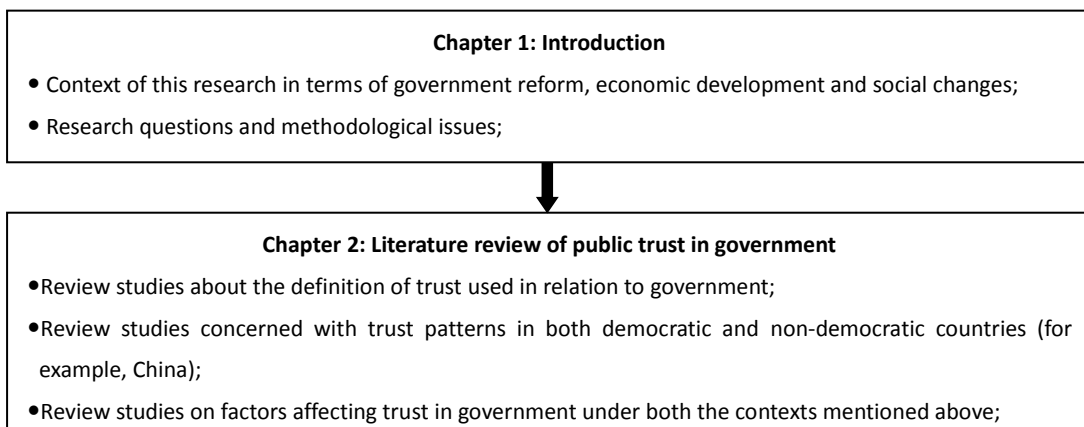 Chapter 1: Introduction
• Context of this research in terms of government reform, economic development and social changes;
• Research questions and methodological issues;
Chapter 2: Literature review of public trust in government
•Review studies about the definition of trust used in relation to government;
•Review studies concerned with trust patterns in both democratic and non-democratic countries (for
example, China);
•Review studies on factors affecting trust in government under both the contexts mentioned above;